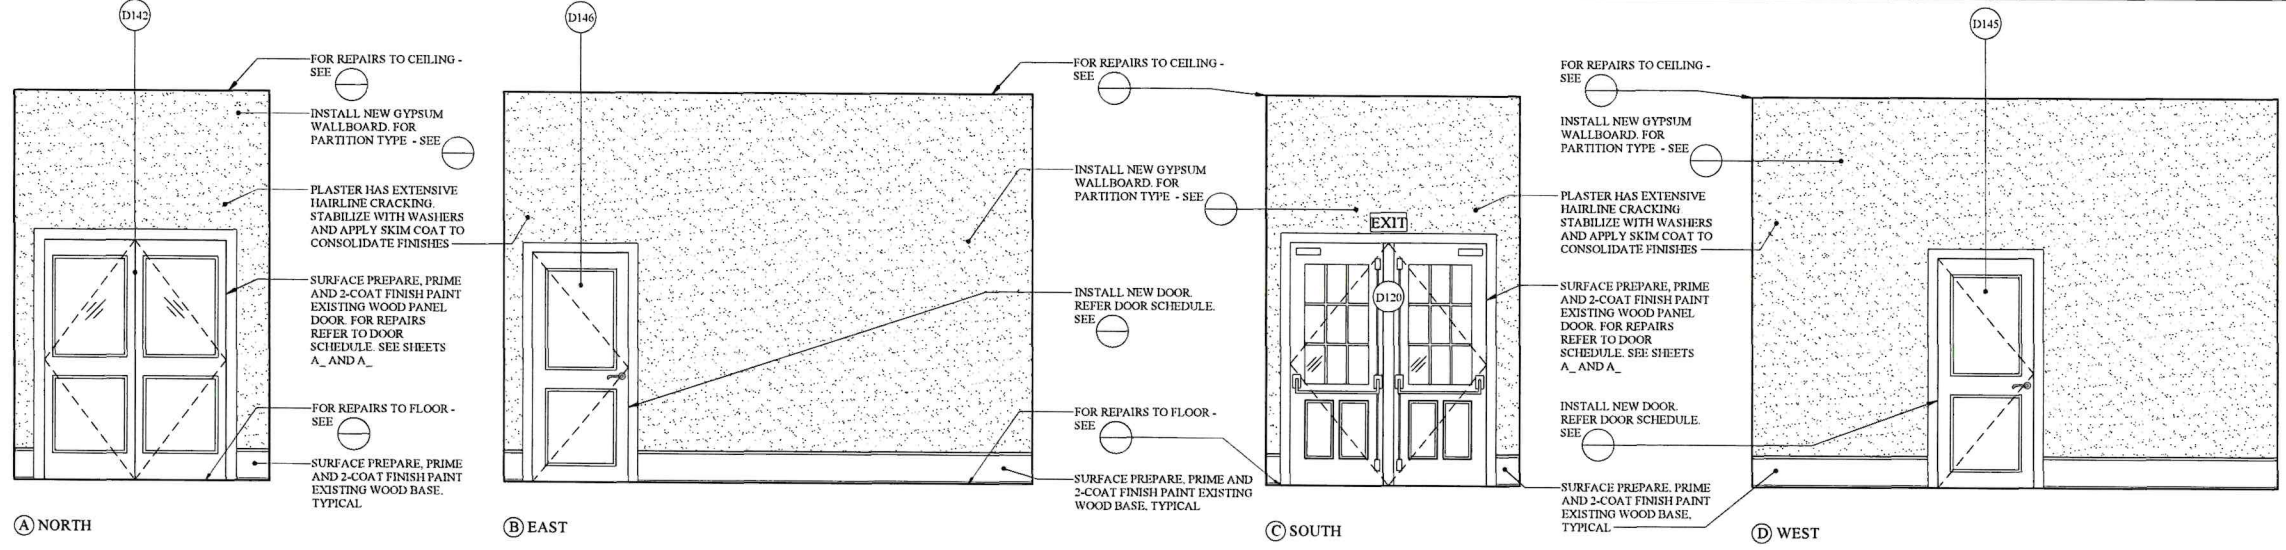 D142
FOR REPAIRS TO CEILING -
SEE
INSTALL NEW GYPSUM
WALLBOARD. FOR
PARTITION TYPE - SEE
PLASTER HAS EXTENSIVE
HAIRLINE CRACKING.
STABILIZE WITH WASHERS
AND APPLY SKIM COAT TO
CONSOLIDATE FINISHES
SURFACE PREPARE, PRIME
AND 2-COAT FINISH PAINT
EXISTING WOOD PANEL
DOOR. FOR REPAIRS
REFER TO DOOR
SCHEDULE. SEE SHEETS
A_ AND A_
FOR REPAIRS TO FLOOR -
SEE
SURFACE PREPARE, PRIME
AND 2-COAT FINISH PAINT
EXISTING WOOD BASE.
TYPICAL
A NORTH
D146
FOR REPAIRS TO CEILING -
SEE
INSTALL NEW GYPSUM
WALLBOARD. FOR
PARTITION TYPE - SEE
INSTALL NEW DOOR.
REFER DOOR SCHEDULE.
SEE
FOR REPAIRS TO FLOOR -
SEE
SURFACE PREPARE, PRIME AND
2-COAT FINISH PAINT EXISTING
WOOD BASE. TYPICAL
B EAST
EXIT
D120
C SOUTH
FOR REPAIRS TO CEILING -
SEE
INSTALL NEW GYPSUM
WALLBOARD. FOR
PARTITION TYPE - SEE
PLASTER HAS EXTENSIVE
HAIRLINE CRACKING
STABILIZE WITH WASHERS
AND APPLY SKIM COAT TO
CONSOLIDATE FINISHES
SURFACE PREPARE, PRIME
AND 2-COAT FINISH PAINT
EXISTING WOOD PANEL
DOOR. FOR REPAIRS
REFER TO DOOR
SCHEDULE. SEE SHEETS
A_ AND A_
INSTALL NEW DOOR.
REFER DOOR SCHEDULE.
SEE
SURFACE PREPARE, PRIME
AND 2-COAT FINISH PAINT
EXISTING WOOD BASE.
TYPICAL
D145
D WEST